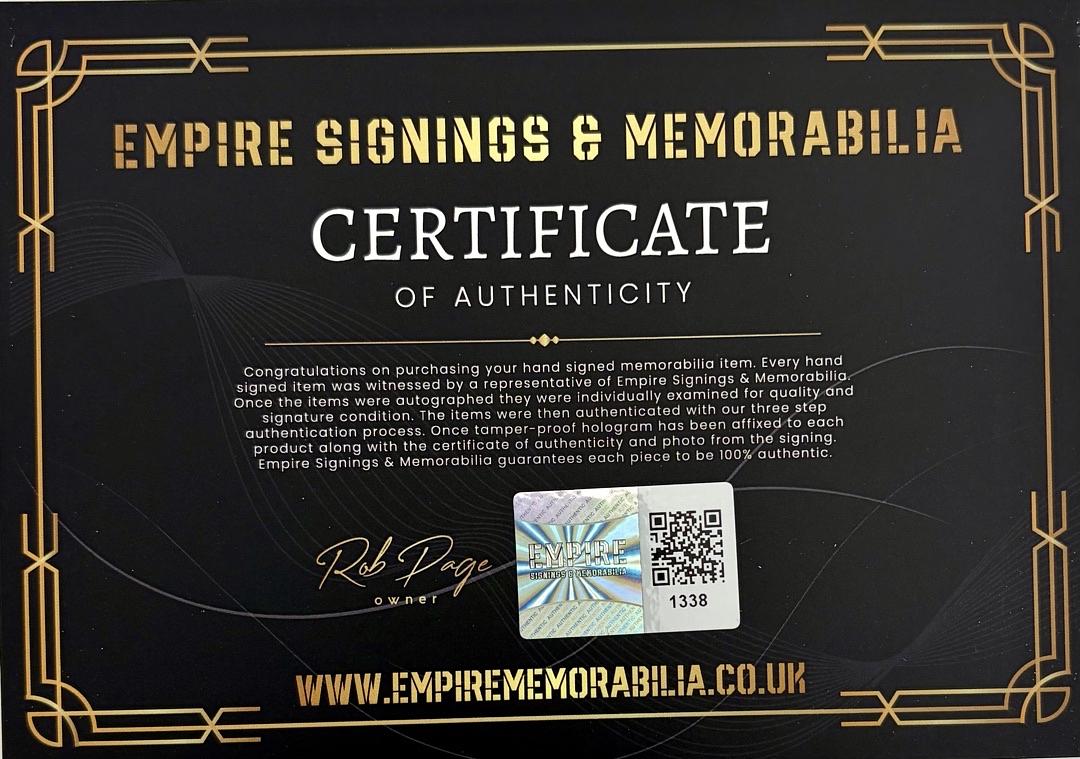 EMPIRE SIGNINGS & MEMORABILIA
CERTIFICATE
OF AUTHENTICITY
Congratulations on purchasing your hand signed memorabilia item. Every hand
signed item was witnessed by a representative of Empire Signings & Memorabilia.
Once the items were autographed they were individually examined for quality and
signature condition. The items were then authenticated with our three step
authentication process. Once tamper-proof hologram has been affixed to each
product along with the certificate of authenticity and photo from the signing.
Empire Signings & Memorabilia guarantees each piece to be 100% authentic.
Rob Page
owner
EMPIRE
SIGNINGS & MEMORABILIA
1338
WWW.EMPIREMEMORABILIA.CO.UK